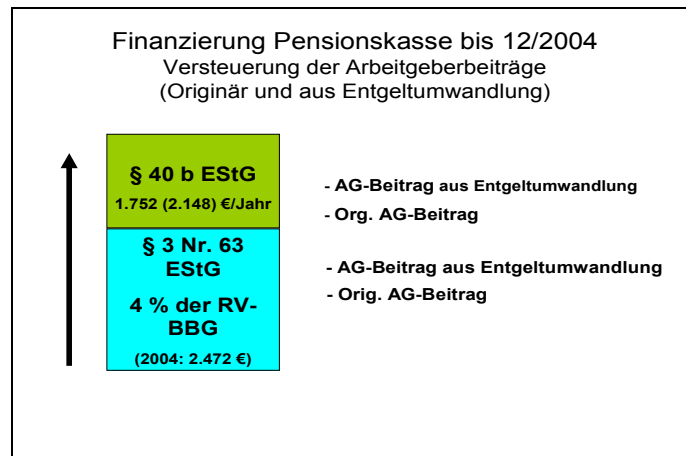 Finanzierung Pensionskasse bis 12/2004
Versteuerung der Arbeitgeberbeiträge
(Originär und aus Entgeltumwandlung)
§ 40 b EStG
1.752 (2.148) €/Jahr
- AG-Beitrag aus Entgeltumwandlung
- Org. AG-Beitrag
§ 3 Nr. 63
EStG
4 % der RV-
BBG
(2004: 2.472 €)
- AG-Beitrag aus Entgeltumwandlung
- Orig. AG-Beitrag